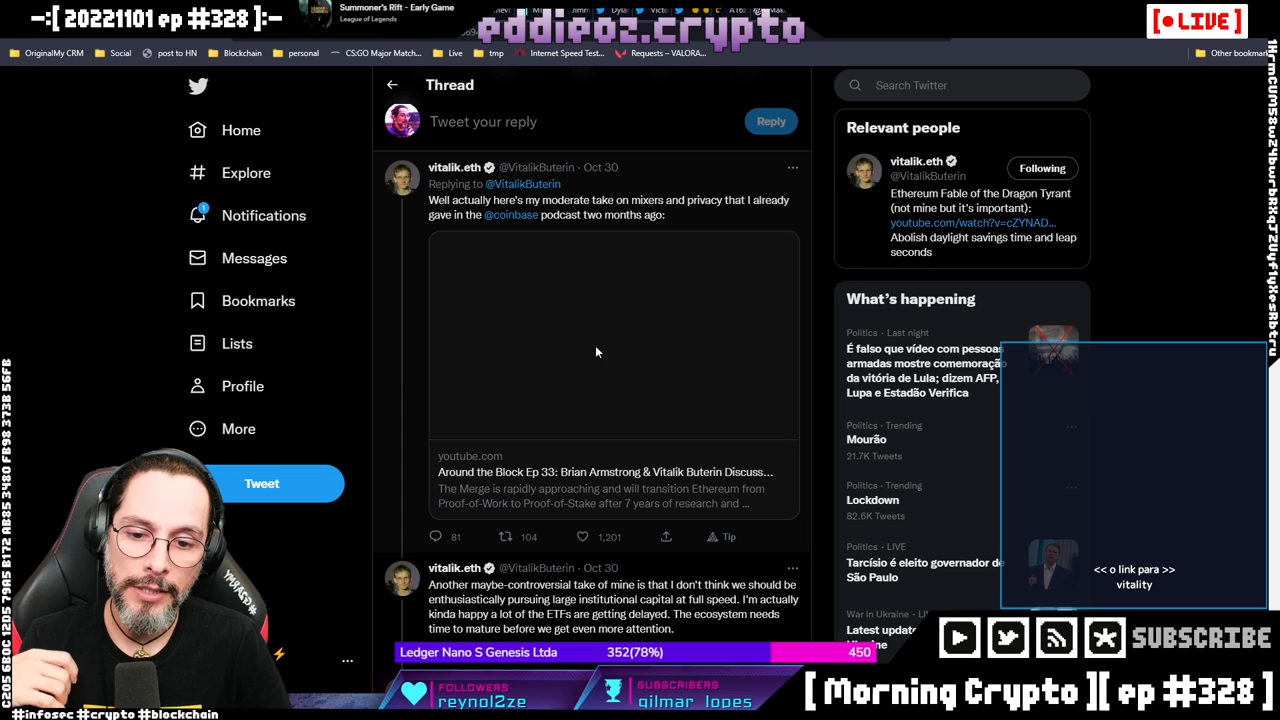 -:[ 20221101 ep #328 ]:-
Summoner's Rift - Early Game
League of Legends
eddieoz.crypto
[ ● LIVE ]
OriginalMy CRM
Social
post to HN
Blockchain
personal
CS:GO Major Match...
Live
tmp
Internet Speed Test...
Requests – VALORA...
Other bookmar
Home
Explore
1
Notifications
Messages
Bookmarks
Lists
Profile
More
Tweet
Thread
Tweet your reply
Reply
vitalik.eth @VitalikButerin · Oct 30
Replying to @VitalikButerin
Well actually here's my moderate take on mixers and privacy that I already
gave in the @coinbase podcast two months ago:
youtube.com
Around the Block Ep 33: Brian Armstrong & Vitalik Buterin Discuss...
The Merge is rapidly approaching and will transition Ethereum from
Proof-of-Work to Proof-of-Stake after 7 years of research and ...
81
104
1,201
Tip
vitalik.eth @VitalikButerin · Oct 30
Another maybe-controversial take of mine is that I don't think we should be
enthusiastically pursuing large institutional capital at full speed. I'm actually
kinda happy a lot of the ETFs are getting delayed. The ecosystem needs
time to mature before we get even more attention.
Search Twitter
Relevant people
vitalik.eth
@VitalikButerin
Following
Ethereum Fable of the Dragon Tyrant
(not mine but it's important):
youtube.com/watch?v=cZYNAD...
Abolish daylight savings time and leap
seconds
What's happening
Politics · Last night
É falso que vídeo com pessoas
armadas mostre comemoração
da vitória de Lula; dizem AFP,
Lupa e Estadão Verifica
Politics · Trending
Mourão
21.7K Tweets
Politics · Trending
Lockdown
82.6K Tweets
Politics · LIVE
Tarcísio é eleito governador de
São Paulo
War in Ukraine · LI
Latest update
Ukraine
<< o link para >>
vitality
Ledger Nano S Genesis Ltda
352(78%)
450
FOLLOWERS
reynol2ze
SUBSCRIBERS
gilmar_lopes
SUBSCRIBE
[ Morning Crypto ][ ep #328 ]
#infosec #crypto #blockchain